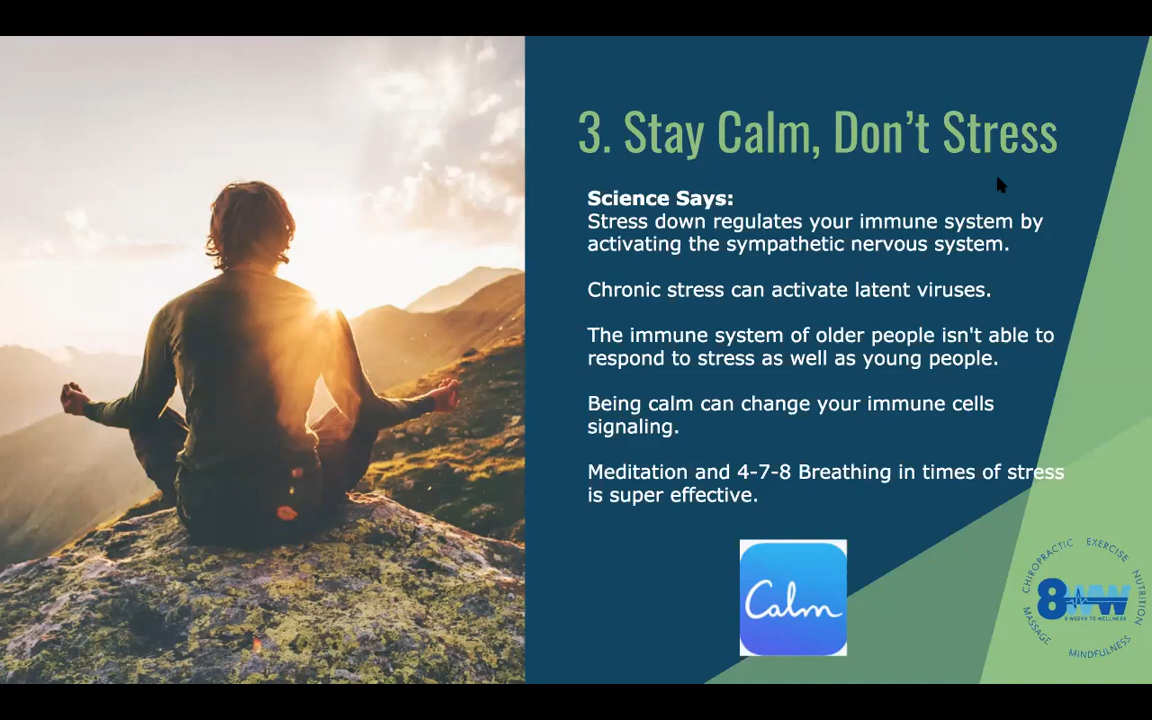 3. Stay Calm, Don't Stress
Science Says:
Stress down regulates your immune system by
activating the sympathetic nervous system.
Chronic stress can activate latent viruses.
The immune system of older people isn't able to
respond to stress as well as young people.
Being calm can change your immune cells
signaling.
Meditation and 4-7-8 Breathing in times of stress
is super effective.
Calm
CHIROPRACTIC EXERCISE NUTRITION
MINDFULNESS MASSAGE
8WW
8 WEEKS TO WELLNESS